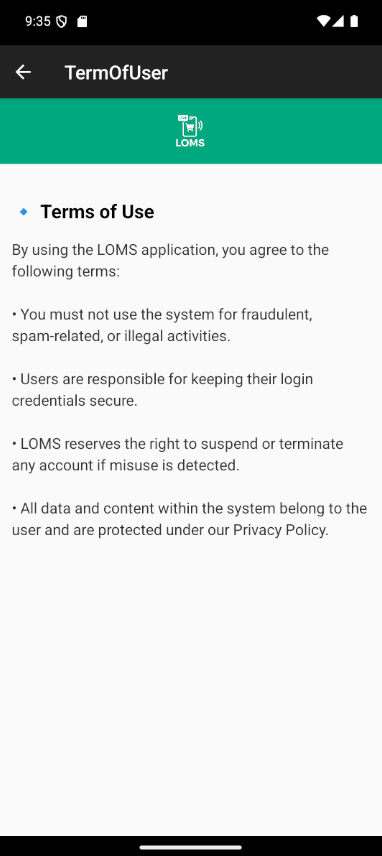 9:35
TermOfUser
LOMS
Terms of Use
By using the LOMS application, you agree to the
following terms:
• You must not use the system for fraudulent,
spam-related, or illegal activities.
• Users are responsible for keeping their login
credentials secure.
• LOMS reserves the right to suspend or terminate
any account if misuse is detected.
• All data and content within the system belong to the
user and are protected under our Privacy Policy.